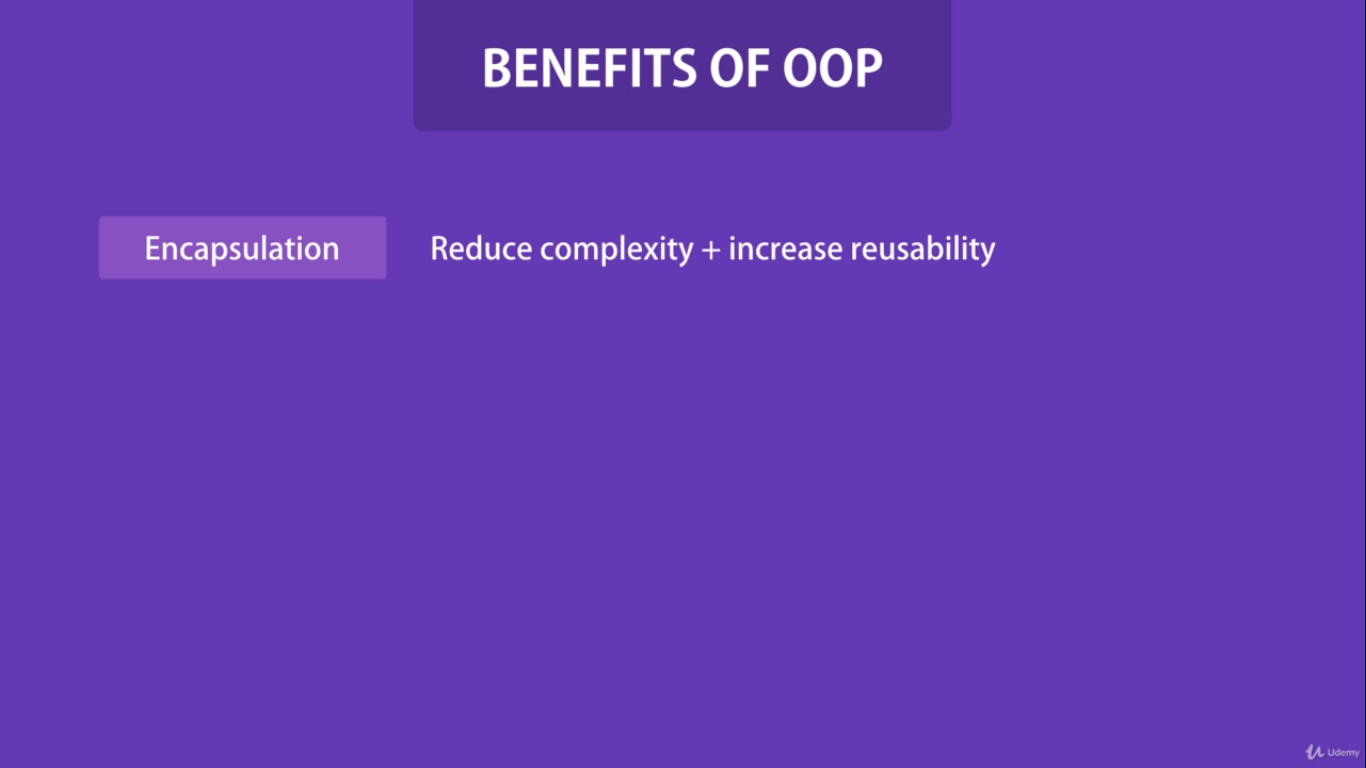 BENEFITS OF OOP
Encapsulation
Reduce complexity + increase reusability
Udemy